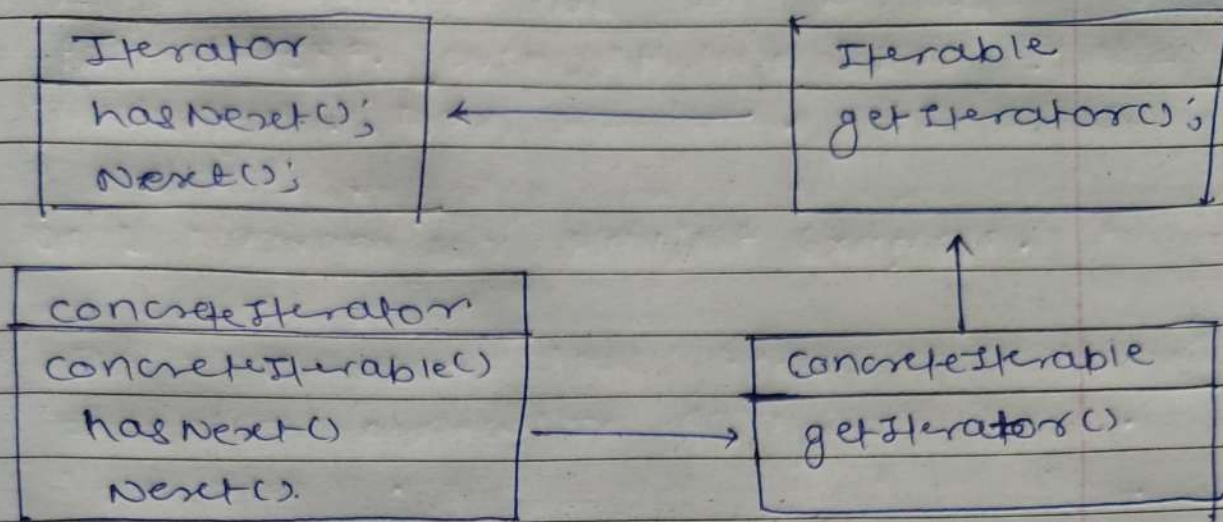 Iterator
hasNext();
Next();
Iterable
getIterator();
concreteIterator
concreteIterable()
hasNext()
Next().
concreteIterable
getIterator().